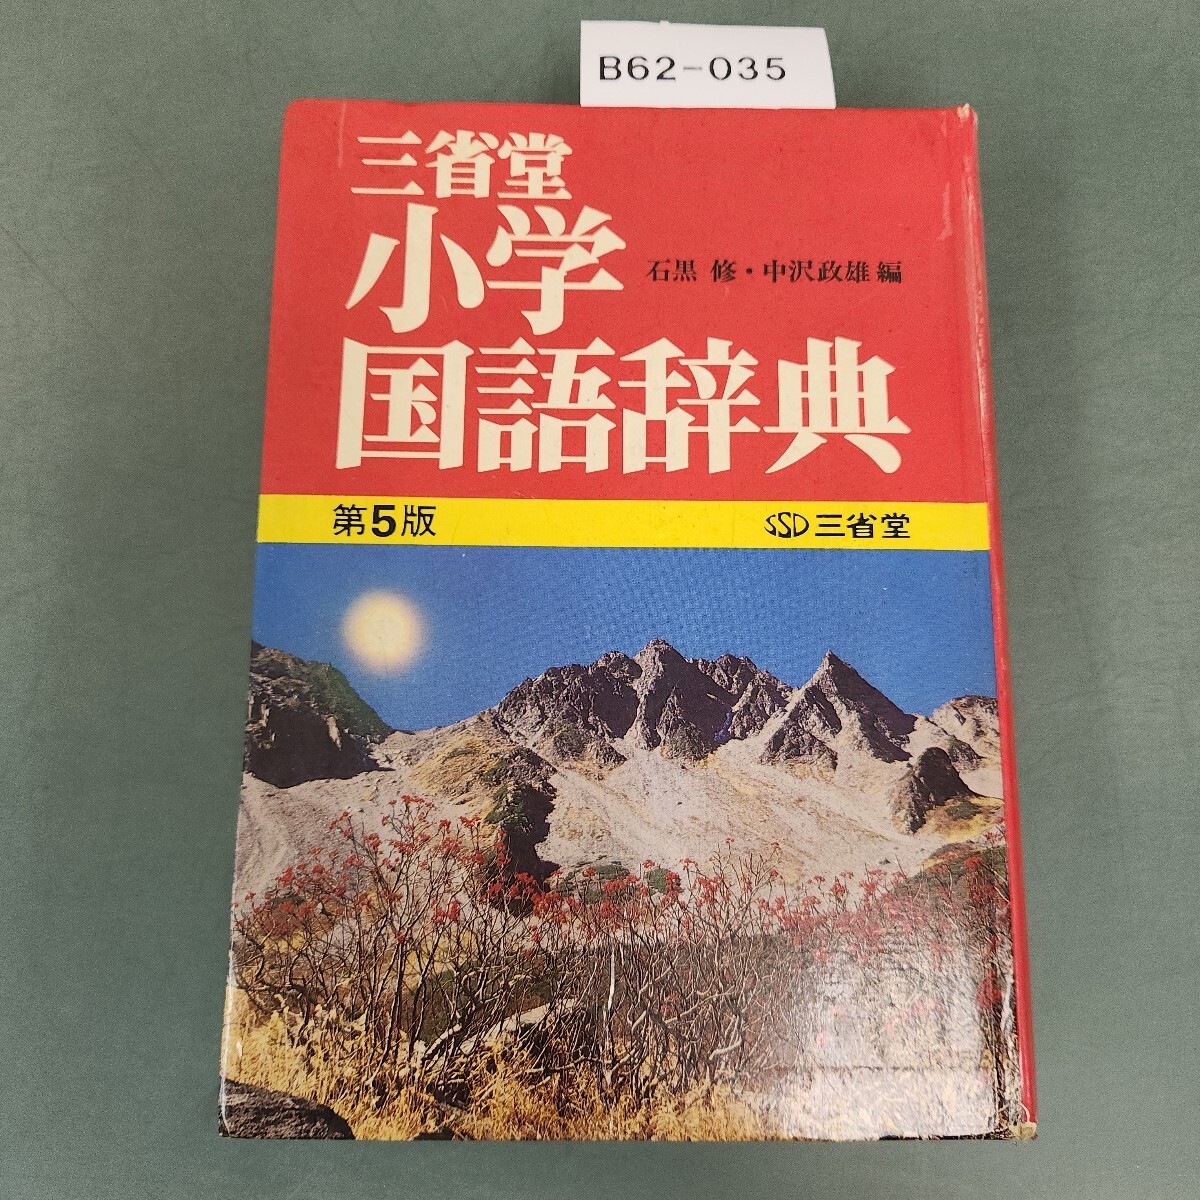 B62-035
三省堂
小学
石黒 修・中沢政雄 編
国語辞典
第5版
SSD 三省堂